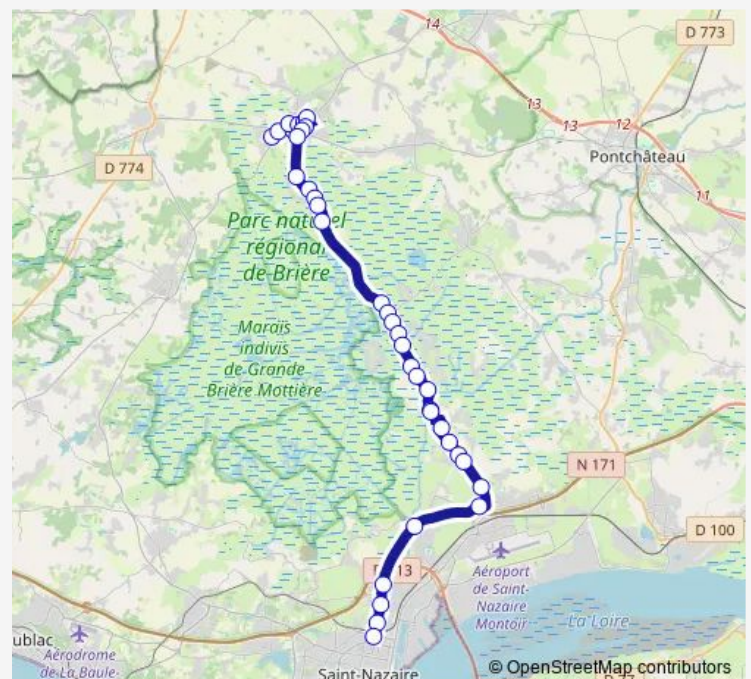 14
D 773
13
13
12
Pontchâteau
D 774
11
Parc naturel
régional
de Brière
Marais
indivis
de Grande
Brière Mottière
N 171
D 100
Aéroport
de Saint-
Nazaire
Montoir
La Loire
ublac
Aérodrome
de La Baule-
Saint-Nazaire
© OpenStreetMap contributors